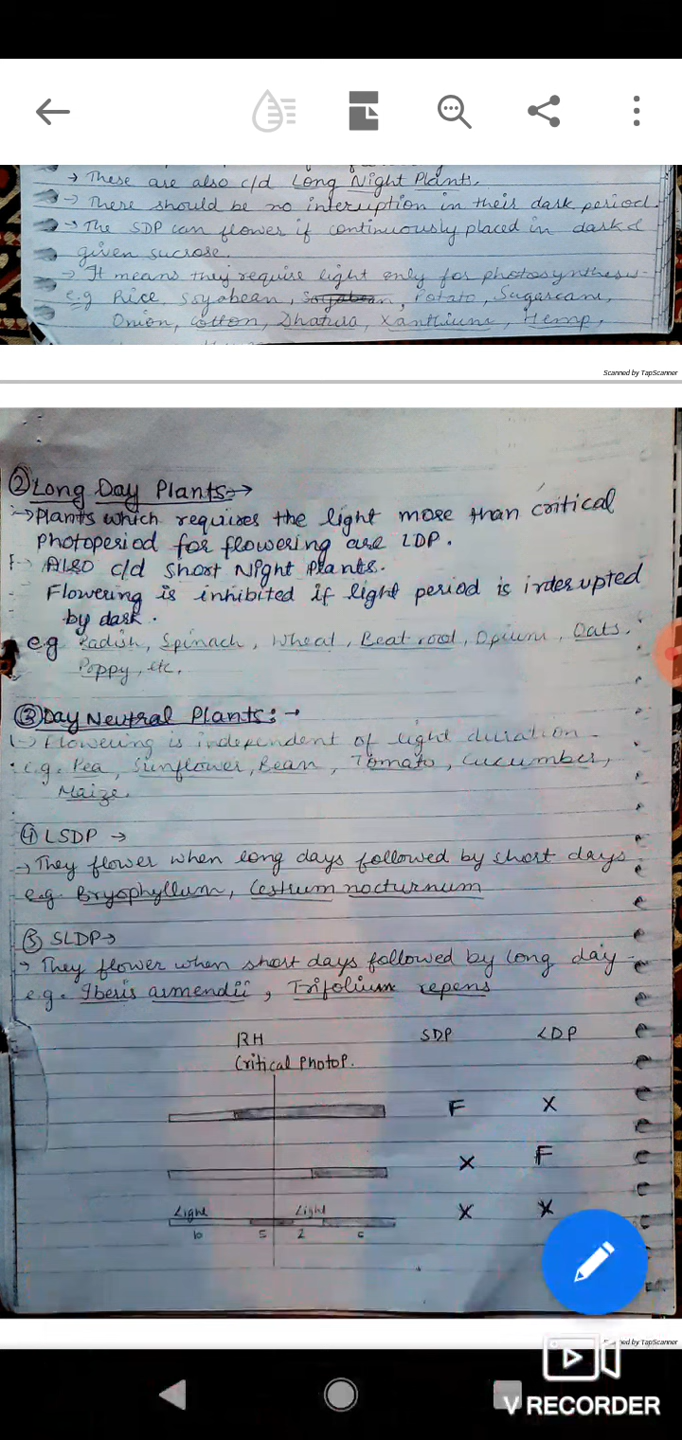 → These are also c/d Long Night Plants.
→ There should be no interuption in their dark period.
→ The SDP can flower if continuously placed in dark &
given sucrose.
→ It means they require light only for photosynthesis
e.g Rice, Soyabean, Potato, Sugarcane,
Onion, Cotton, Dhatura, Xanthium, Hemp,
Scanned by TapScanner
② Long Day Plants :→
→ Plants which requires the light more than critical
Photoperiod for flowering are LDP.
→ Also c/d Short Night Plants.
Flowering is inhibited if light period is interupted
by dark.
eg Radish, Spinach, Wheat, Beat root, Opium, Oats,
Poppy, etc.
③ Day Neutral Plants : →
→ Flowering is independent of light duration
e.g. Pea, Sunflower, Bean, Tomato, Cucumber,
Maize.
④ LSDP →
→ They flower when long days followed by short days
e.g. Bryophyllum, Cestrum nocturnum
⑤ SLDP →
→ They flower when short days followed by long day
e.g. Iberis armendii, Trifolium repens
RH SDP LDP
Critical Photop.
F X
X F
Light Light X X
10 5 2
Scanned by TapScanner
V RECORDER